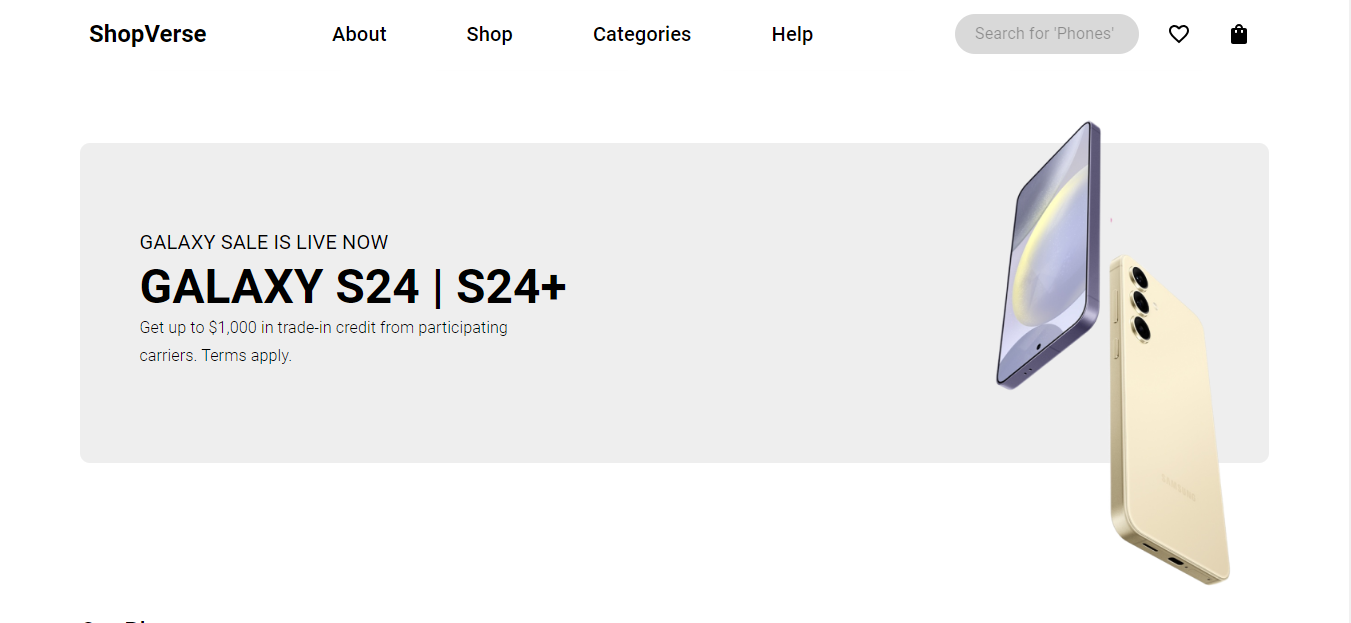 ShopVerse
About
Shop
Categories
Help
Search for 'Phones'
GALAXY SALE IS LIVE NOW
GALAXY S24 | S24+
Get up to $1,000 in trade-in credit from participating
carriers. Terms apply.
SAMSUNG